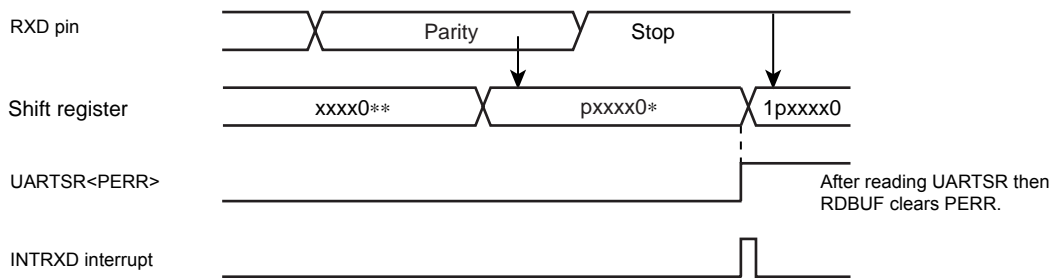 RXD pin
Parity
Stop
Shift register
xxxx0**
pxxxx0*
1pxxxx0
UARTSR<PERR>
After reading UARTSR then
RDBUF clears PERR.
INTRXD interrupt